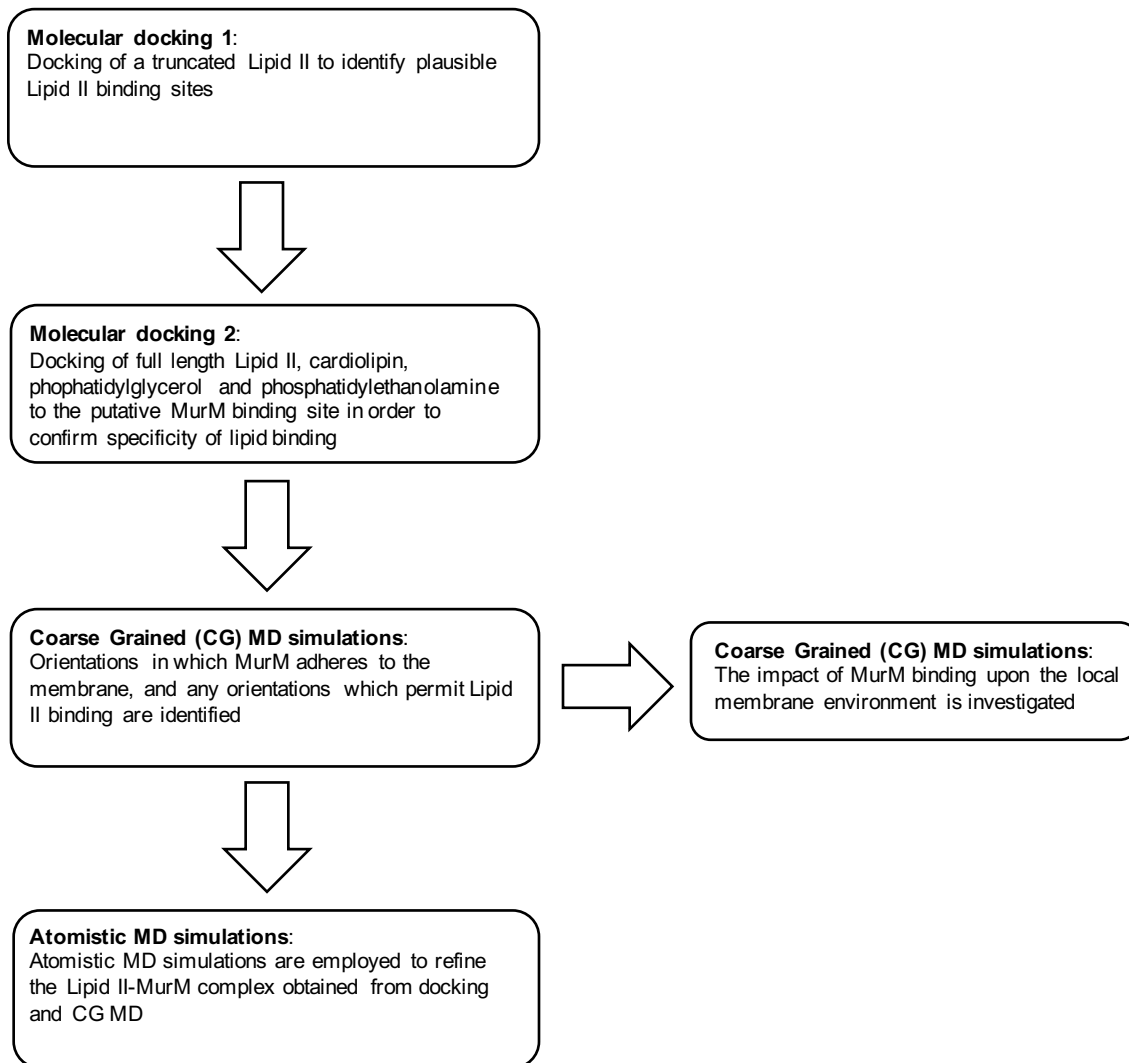 Molecular docking 1:
Docking of a truncated Lipid II to identify plausible
Lipid II binding sites
Molecular docking 2:
Docking of full length Lipid II, cardiolipin,
phophatidylglycerol and phosphatidylethanolamine
to the putative MurM binding site in order to
confirm specificity of lipid binding
Coarse Grained (CG) MD simulations:
Orientations in which MurM adheres to the
membrane, and any orientations which permit Lipid
II binding are identified
Coarse Grained (CG) MD simulations:
The impact of MurM binding upon the local
membrane environment is investigated
Atomistic MD simulations:
Atomistic MD simulations are employed to refine
the Lipid II-MurM complex obtained from docking
and CG MD